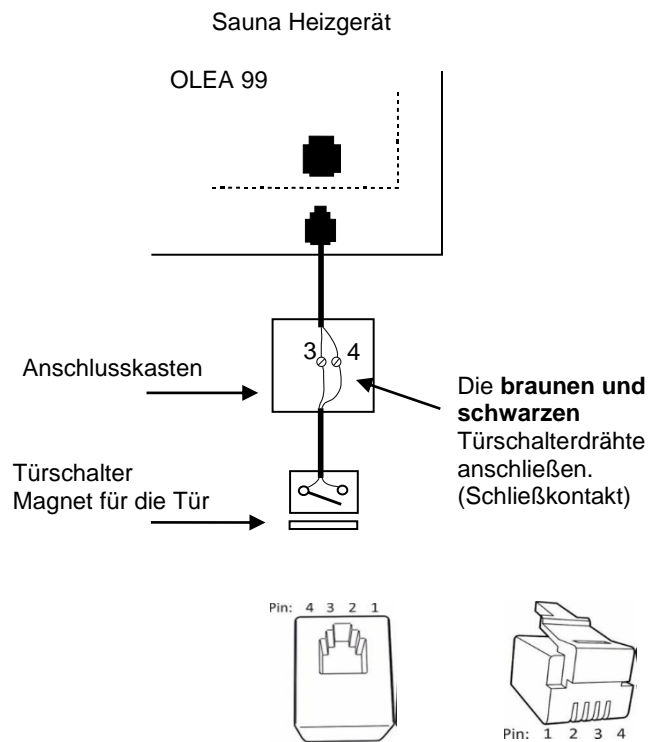 Sauna Heizgerät
OLEA 99
3 4
Anschlusskasten
Die braunen und
schwarzen
Türschalterdrähte
anschließen.
(Schließkontakt)
Türschalter
Magnet für die Tür
Pin: 4 3 2 1
Pin: 1 2 3 4